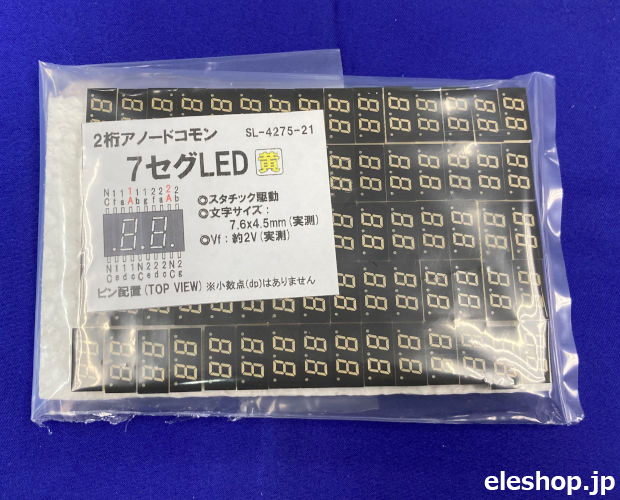 2桁アノードコモン SL-4275-21
7セグLED 黄
N 1 1 1 1 1 2 2 2 2 2
C f a A b g f a A b
◎スタチック駆動
◎文字サイズ：
7.6x4.5mm(実測)
◎Vf：約2V(実測)
N 1 1 1 N 2 2 2 N 2
C e d c C e d c C g
ピン配置(TOP VIEW) ※小数点(dp)はありません
eleshop.jp